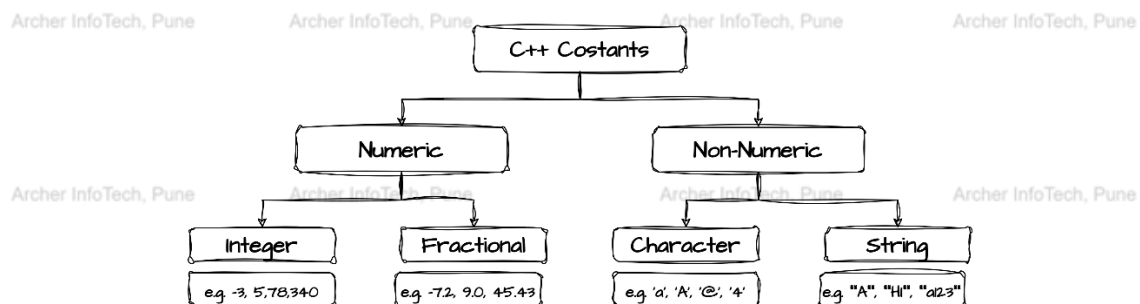 Archer InfoTech, Pune Archer InfoTech, Pune Archer InfoTech, Pune Archer InfoTech, Pune
C++ Costants
Numeric
Non-Numeric
Archer InfoTech, Pune Archer InfoTech, Pune Archer InfoTech, Pune Archer InfoTech, Pune
Integer
Fractional
Character
String
e.g. -3, 5,78,340
e.g. -7.2, 9.0, 45.43
e.g. 'a', 'A', '@', '4'
e.g. "A", "Hi", "a123"